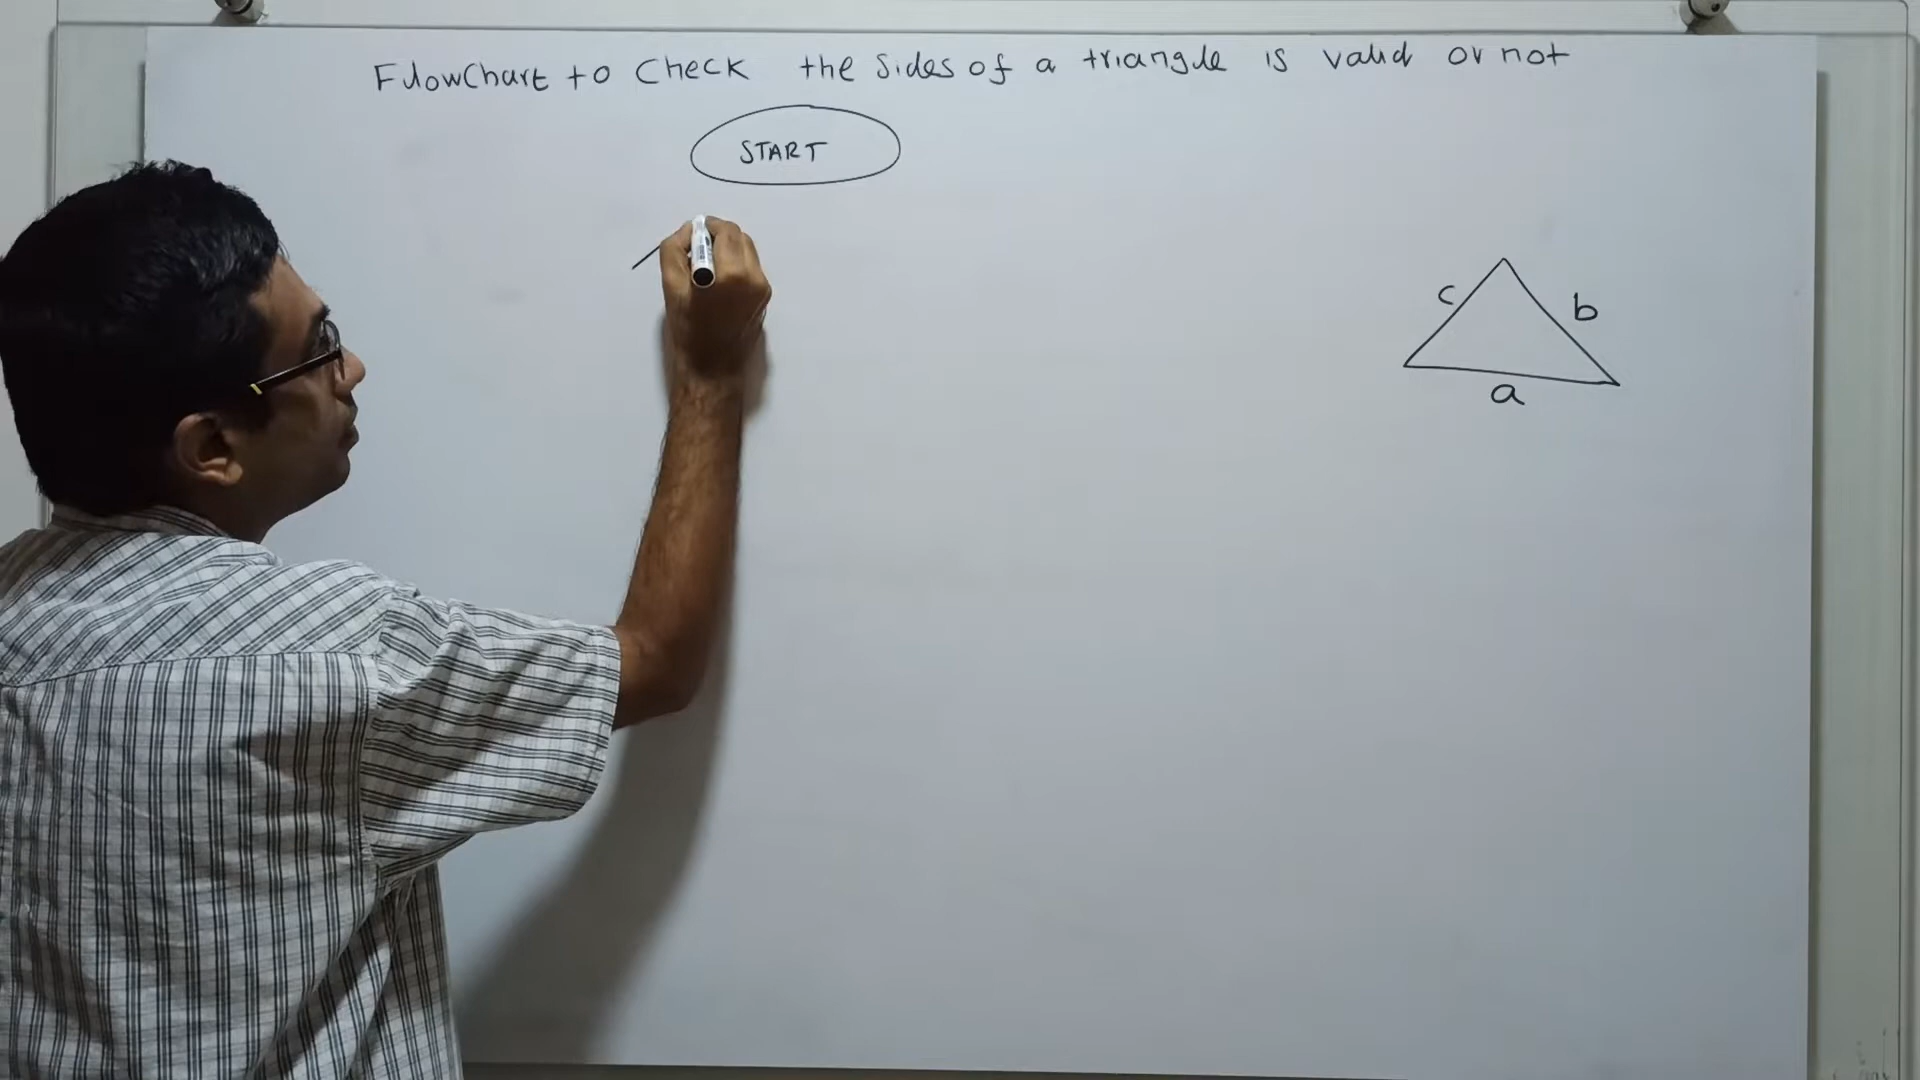 FlowChart to Check the Sides of a triangle is valid or not
START
c
b
a